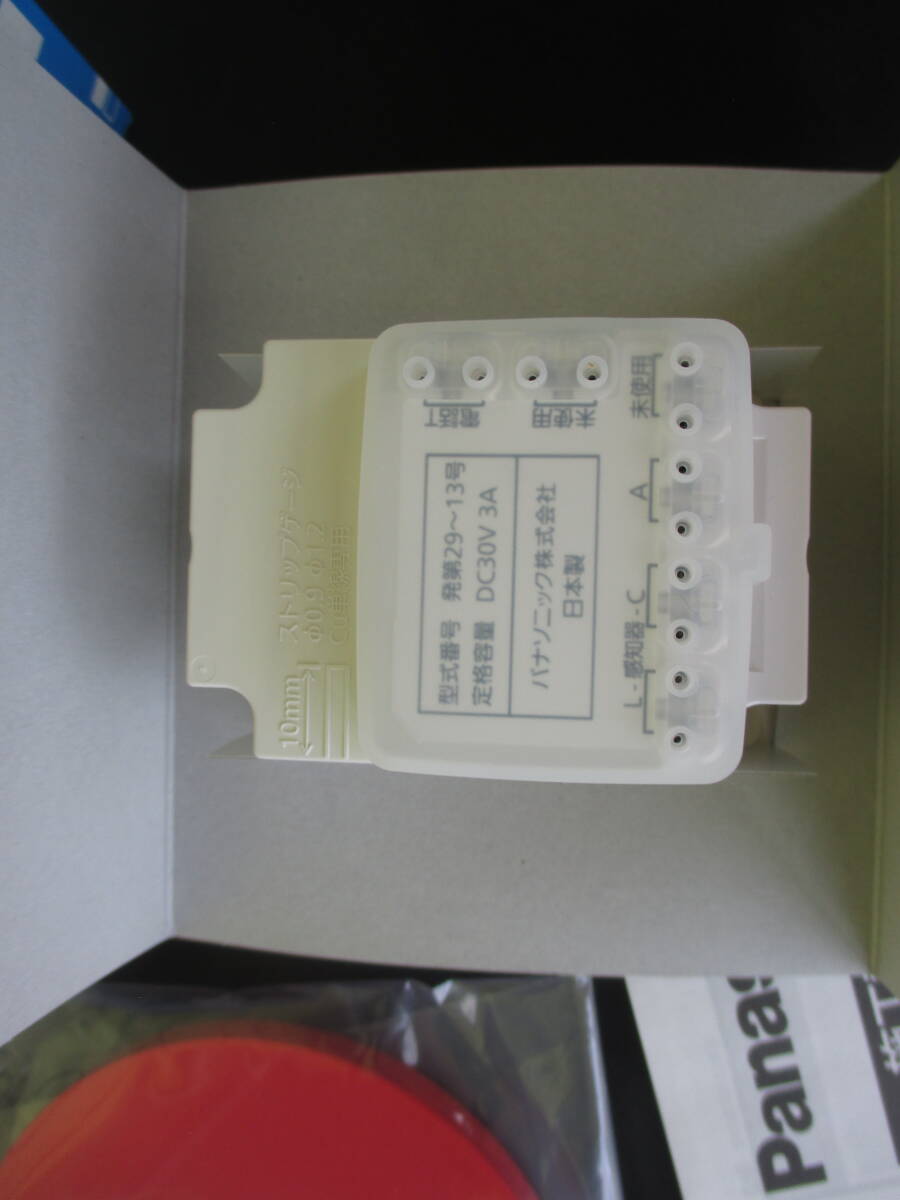 ストリップゲージ
φ0.9 φ1.2
Cu単線専用
10mm
型式番号 発第29～13号
定格容量 DC30V 3A
パナソニック株式会社
日本製
未使用
A
L - 感知器 - C
Panas